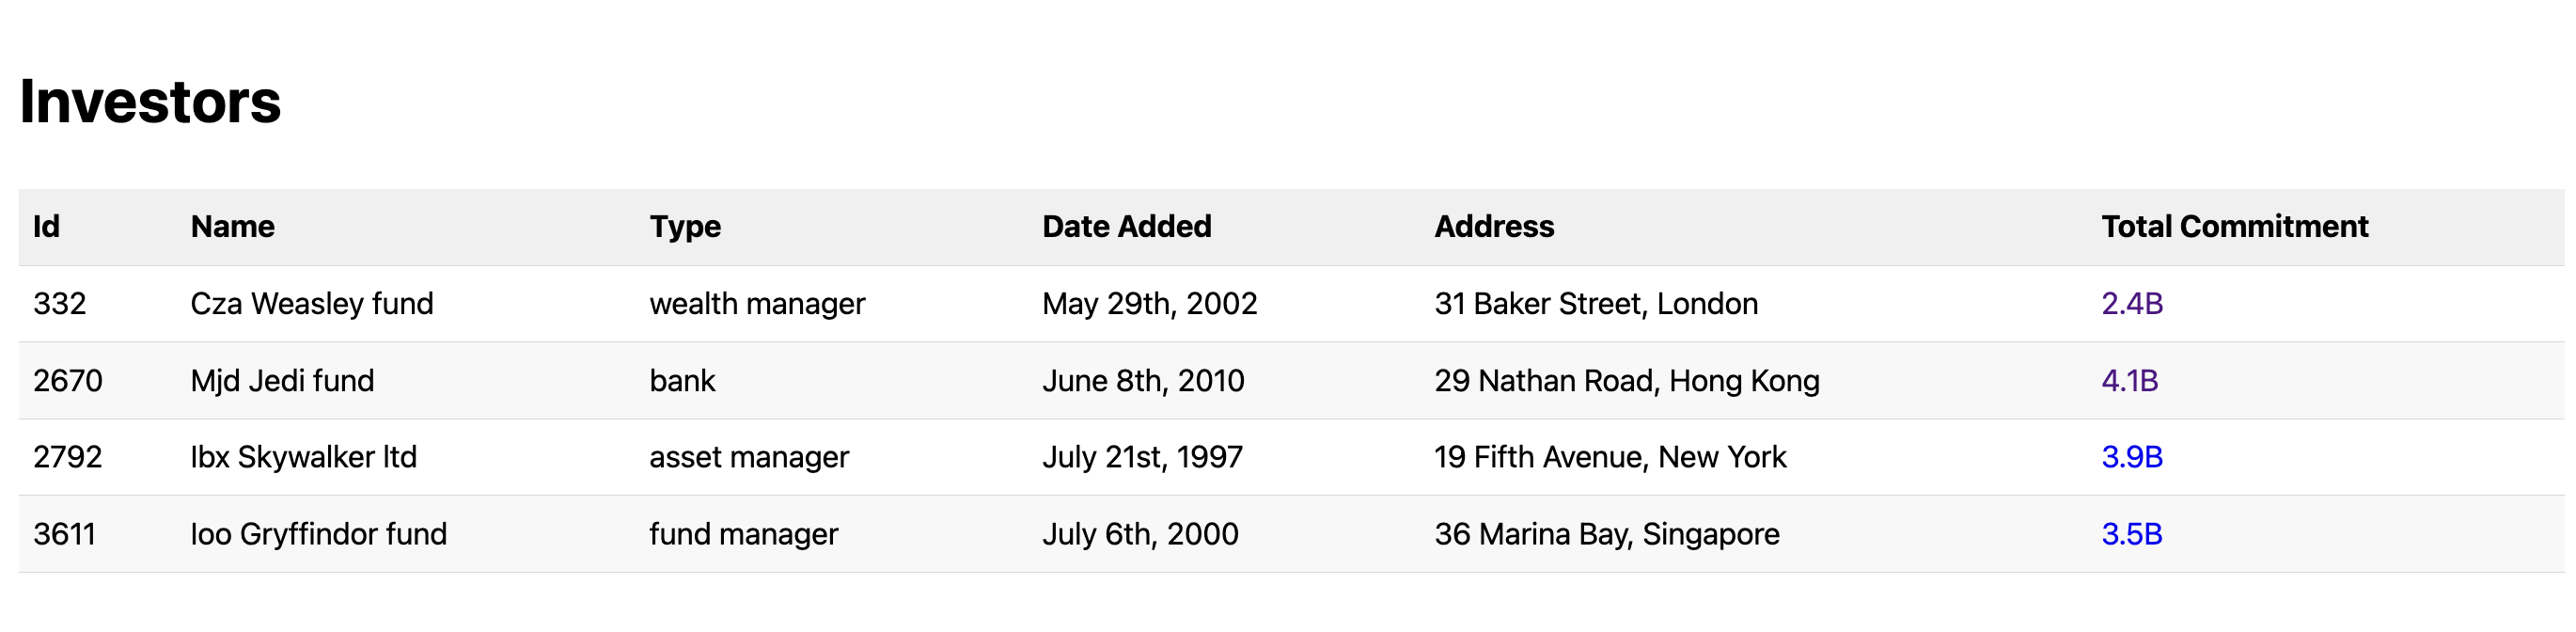 Investors
Id Name Type Date Added Address Total Commitment
332 Cza Weasley fund wealth manager May 29th, 2002 31 Baker Street, London 2.4B
2670 Mjd Jedi fund bank June 8th, 2010 29 Nathan Road, Hong Kong 4.1B
2792 Ibx Skywalker ltd asset manager July 21st, 1997 19 Fifth Avenue, New York 3.9B
3611 Ioo Gryffindor fund fund manager July 6th, 2000 36 Marina Bay, Singapore 3.5B